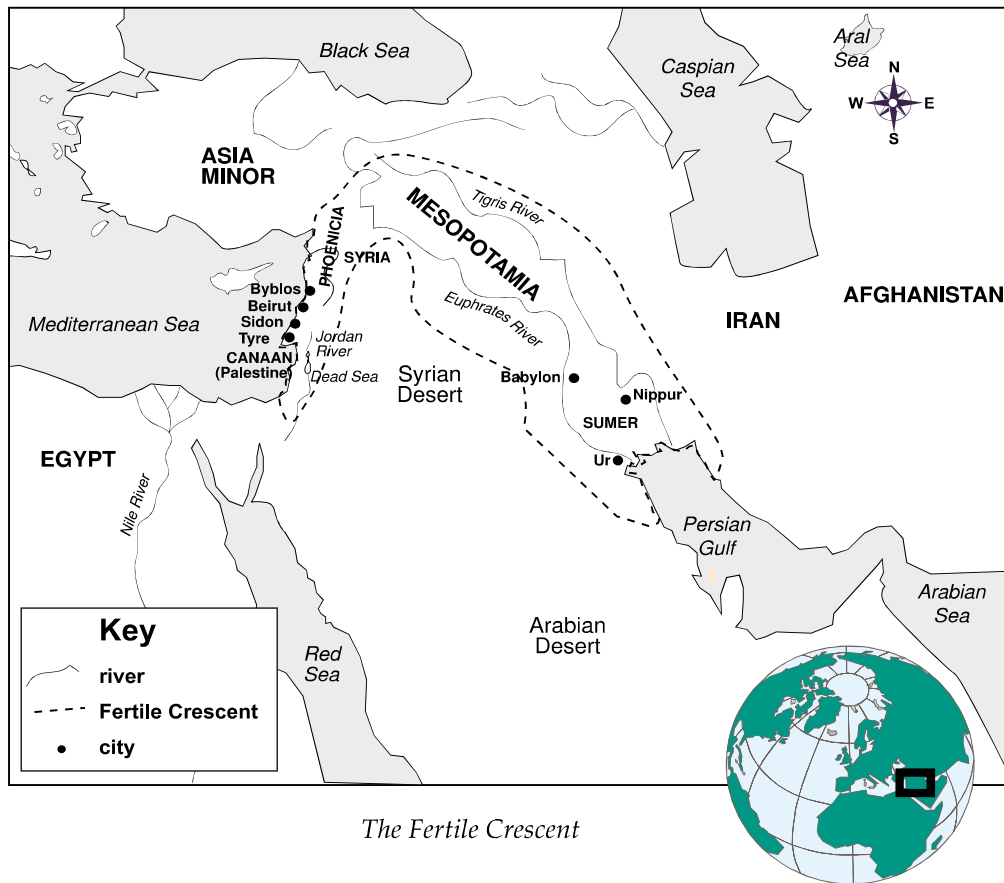 Black Sea
Aral
Sea
Caspian
Sea
N
W
E
S
ASIA
MINOR
Tigris River
MESOPOTAMIA
PHOENICIA
SYRIA
Byblos
Beirut
Sidon
Tyre
Mediterranean Sea
Euphrates River
AFGHANISTAN
IRAN
Jordan
River
CANAAN
(Palestine)
Dead Sea
Syrian
Desert
Babylon
Nippur
SUMER
Ur
EGYPT
Nile River
Persian
Gulf
Arabian
Sea
Arabian
Desert
Red
Sea
Key
river
Fertile Crescent
city
The Fertile Crescent